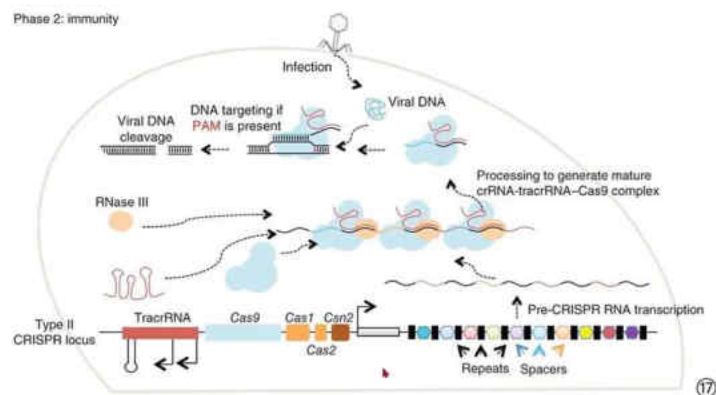 Phase 2: immunity
Infection
Viral DNA
DNA targeting if
PAM is present
Viral DNA
cleavage
Processing to generate mature
crRNA-tracrRNA–Cas9 complex
RNase III
Pre-CRISPR RNA transcription
Type II
CRISPR locus
TracrRNA
Cas9
Cas1
Cas2
Csn2
Repeats
Spacers
17